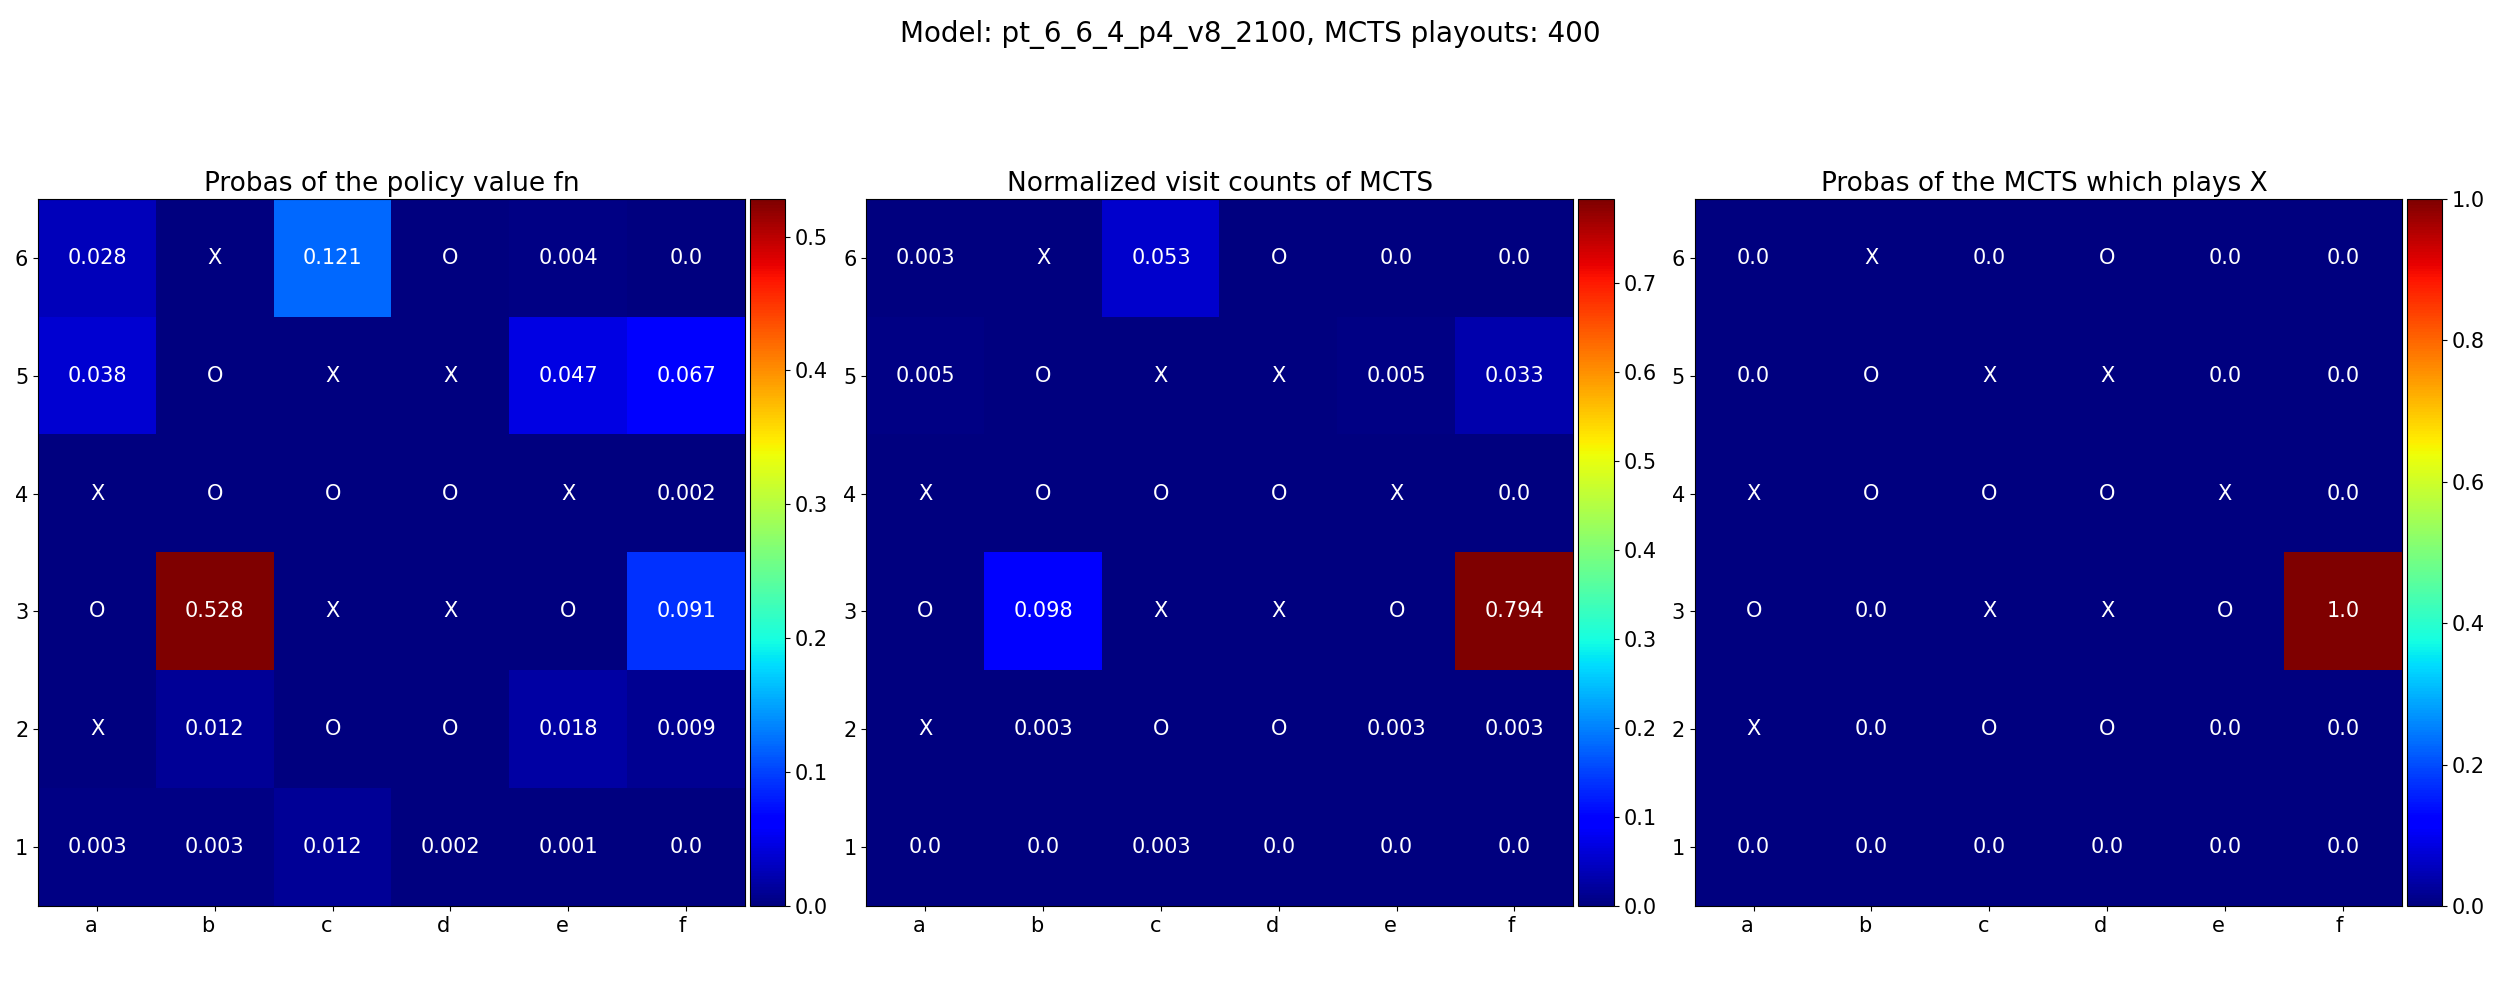 Model: pt_6_6_4_p4_v8_2100, MCTS playouts: 400
Probas of the policy value fn
6 0.028 X 0.121 O 0.004 0.0
5 0.038 O X X 0.047 0.067
4 X O O O X 0.002
3 O 0.528 X X O 0.091
2 X 0.012 O O 0.018 0.009
1 0.003 0.003 0.012 0.002 0.001 0.0
a b c d e f
0.5
0.4
0.3
0.2
0.1
0.0
Normalized visit counts of MCTS
6 0.003 X 0.053 O 0.0 0.0
5 0.005 O X X 0.005 0.033
4 X O O O X 0.0
3 O 0.098 X X O 0.794
2 X 0.003 O O 0.003 0.003
1 0.0 0.0 0.003 0.0 0.0 0.0
a b c d e f
0.7
0.6
0.5
0.4
0.3
0.2
0.1
0.0
Probas of the MCTS which plays X
6 0.0 X 0.0 O 0.0 0.0
5 0.0 O X X 0.0 0.0
4 X O O O X 0.0
3 O 0.0 X X O 1.0
2 X 0.0 O O 0.0 0.0
1 0.0 0.0 0.0 0.0 0.0 0.0
a b c d e f
1.0
0.8
0.6
0.4
0.2
0.0